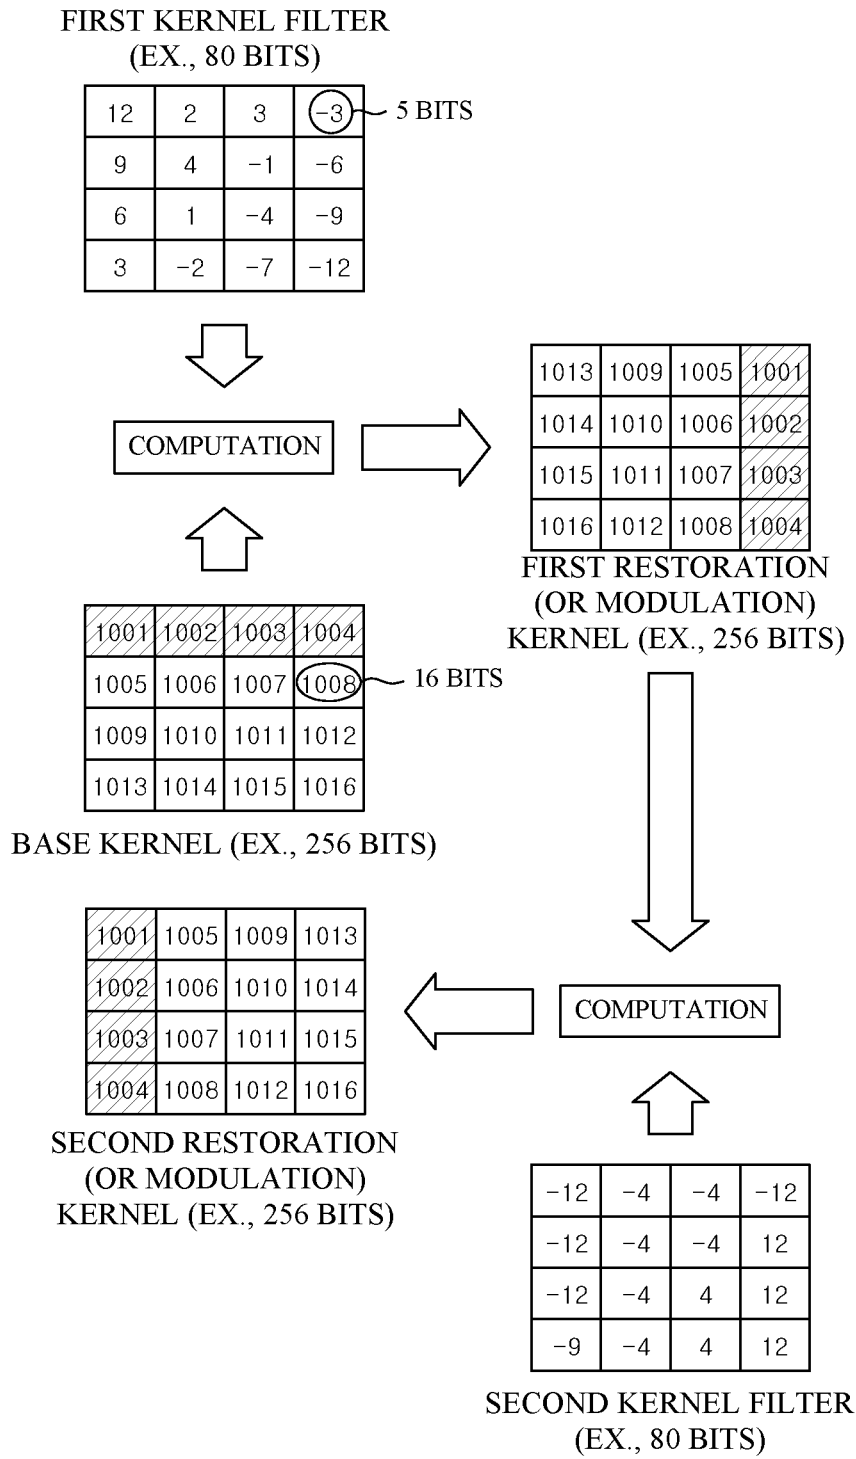 FIRST KERNEL FILTER
(EX., 80 BITS)
12 2 3 -3
5 BITS
9 4 -1 -6
6 1 -4 -9
3 -2 -7 -12
COMPUTATION
1013 1009 1005 1001
1014 1010 1006 1002
1015 1011 1007 1003
1016 1012 1008 1004
FIRST RESTORATION
(OR MODULATION)
KERNEL (EX., 256 BITS)
1001 1002 1003 1004
1005 1006 1007 1008
16 BITS
1009 1010 1011 1012
1013 1014 1015 1016
BASE KERNEL (EX., 256 BITS)
1001 1005 1009 1013
1002 1006 1010 1014
1003 1007 1011 1015
1004 1008 1012 1016
SECOND RESTORATION
(OR MODULATION)
KERNEL (EX., 256 BITS)
COMPUTATION
-12 -4 -4 -12
-12 -4 -4 12
-12 -4 4 12
-9 -4 4 12
SECOND KERNEL FILTER
(EX., 80 BITS)